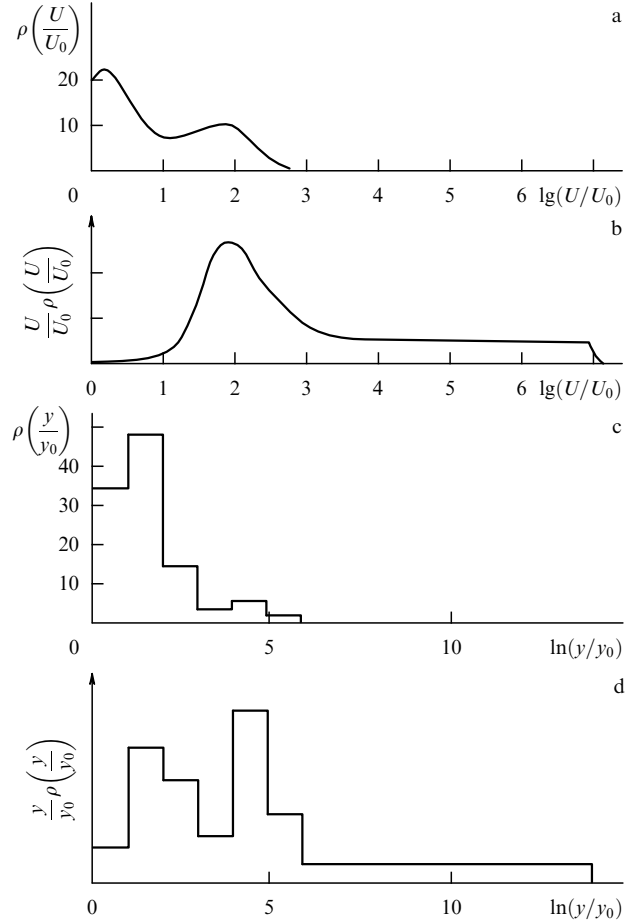 a
ρ(U/U₀)
20
10
0 1 2 3 4 5 6 lg(U/U₀)
b
U/U₀ ρ(U/U₀)
0 1 2 3 4 5 6 lg(U/U₀)
c
ρ(y/y₀)
40
30
20
10
0 5 10 ln(y/y₀)
d
y/y₀ ρ(y/y₀)
0 5 10 ln(y/y₀)